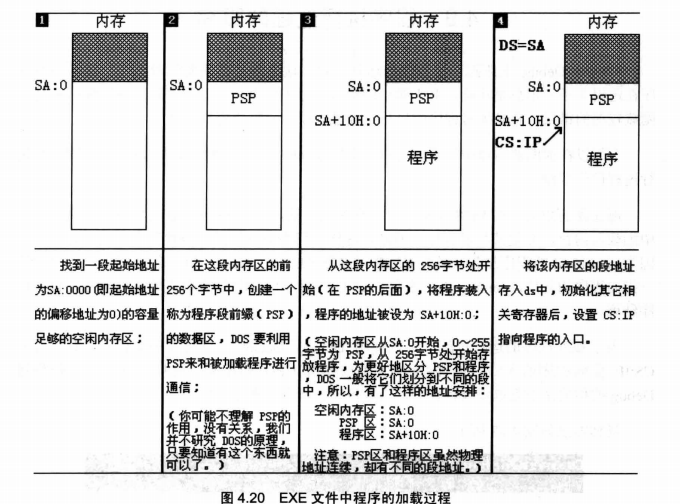 1 内存
SA:0
找到一段起始地址
为SA:0000(即起始地址
的偏移地址为0)的容量
足够的空闲内存区；
2 内存
SA:0
PSP
在这段内存区的前
256个字节中，创建一个
称为程序段前缀（PSP）
的数据区，DOS 要利用
PSP来和被加载程序进行
通信；
(你可能不理解 PSP的
作用，没有关系，我们
并不研究 DOS的原理，
只要知道有这个东西就
可以了。)
3 内存
SA:0
PSP
SA+10H:0
程序
从这段内存区的 256字节处开
始(在 PSP的后面)，将程序装入
，程序的地址被设为 SA+10H:0；
(空闲内存区从SA:0开始，0～255
字节为 PSP，从 256字节处开始存
放程序，为更好地区分 PSP和程序
，DOS 一般将它们划分到不同的段
中，所以，有了这样的地址安排：
空闲内存区：SA:0
PSP 区：SA:0
程序区：SA+10H:0
注意：PSP区和程序区虽然物理
地址连续，却有不同的段地址。)
4 内存
DS=SA
SA:0
PSP
SA+10H:0
CS:IP
程序
将该内存区的段地址
存入ds中，初始化其它相
关寄存器后，设置 CS:IP
指向程序的入口。
图 4.20 EXE 文件中程序的加载过程